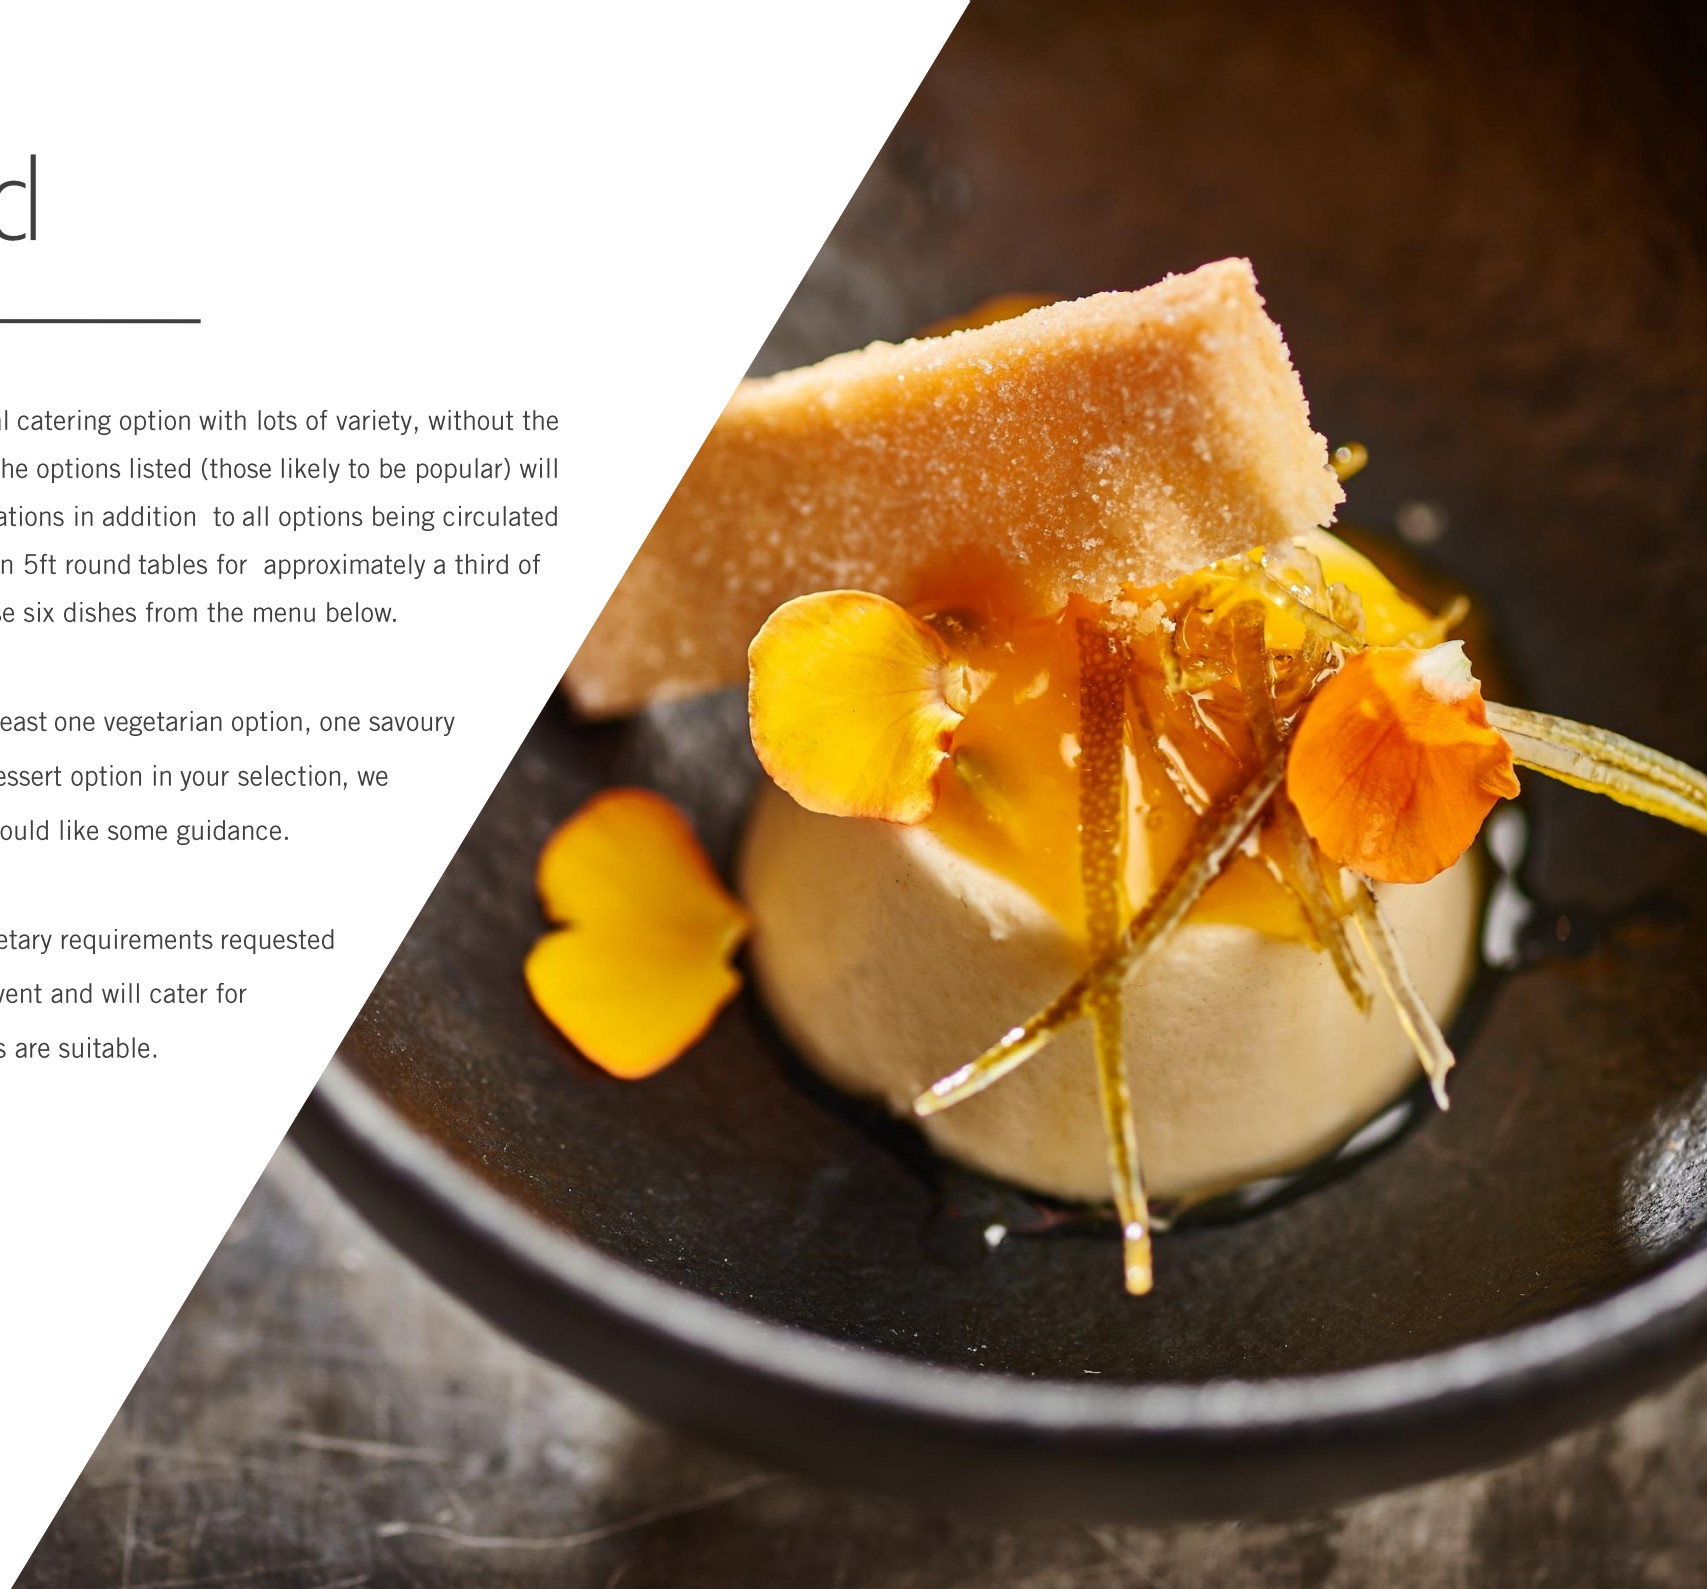 d
al catering option with lots of variety, without the
he options listed (those likely to be popular) will
ations in addition to all options being circulated
n 5ft round tables for approximately a third of
se six dishes from the menu below.
east one vegetarian option, one savoury
essert option in your selection, we
ould like some guidance.
etary requirements requested
vent and will cater for
s are suitable.